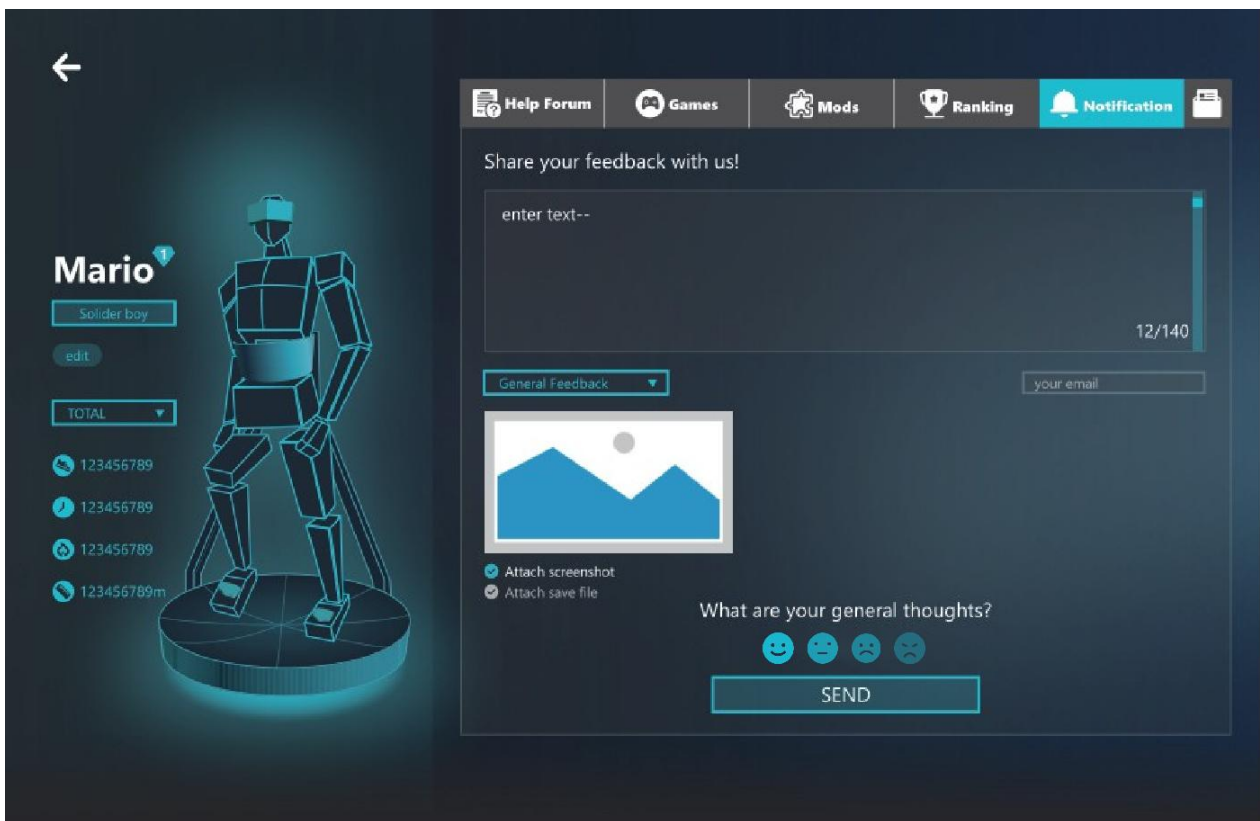 Help Forum
Games
Mods
Ranking
Notification
Share your feedback with us!
enter text--
12/140
General Feedback
your email
Attach screenshot
Attach save file
What are your general thoughts?
SEND
Mario
1
Solider boy
edit
TOTAL
123456789
123456789
123456789
123456789m